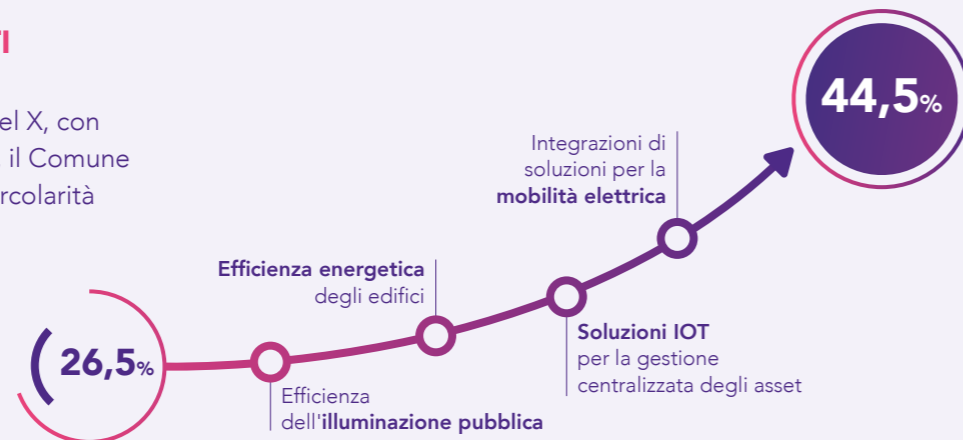 el X, con
il Comune
rcolarità
26,5%
Efficienza
dell'illuminazione pubblica
Efficienza energetica
degli edifici
Soluzioni IOT
per la gestione
centralizzata degli asset
Integrazioni di
soluzioni per la
mobilità elettrica
44,5%